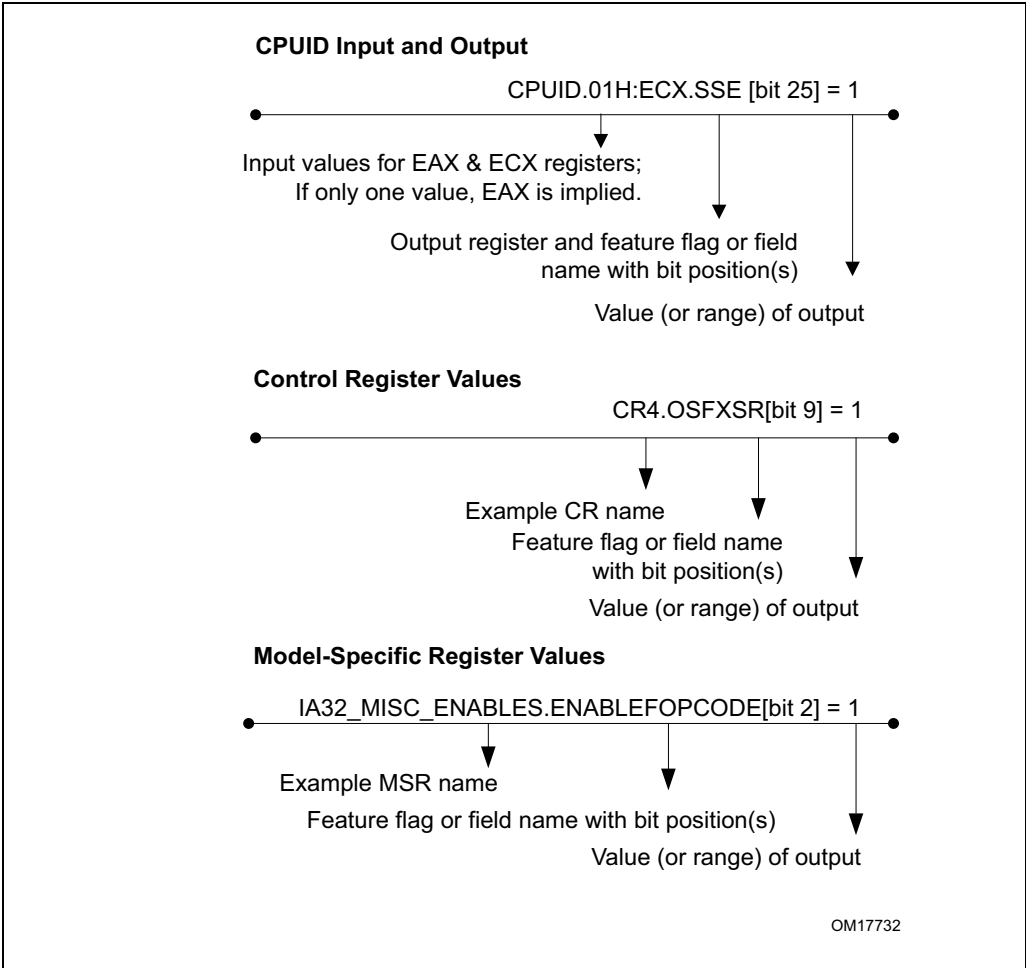 CPUID Input and Output
CPUID.01H:ECX.SSE [bit 25] = 1
Input values for EAX & ECX registers;
If only one value, EAX is implied.
Output register and feature flag or field
name with bit position(s)
Value (or range) of output
Control Register Values
CR4.OSFXSR[bit 9] = 1
Example CR name
Feature flag or field name
with bit position(s)
Value (or range) of output
Model-Specific Register Values
IA32_MISC_ENABLES.ENABLEFOPCODE[bit 2] = 1
Example MSR name
Feature flag or field name with bit position(s)
Value (or range) of output
OM17732